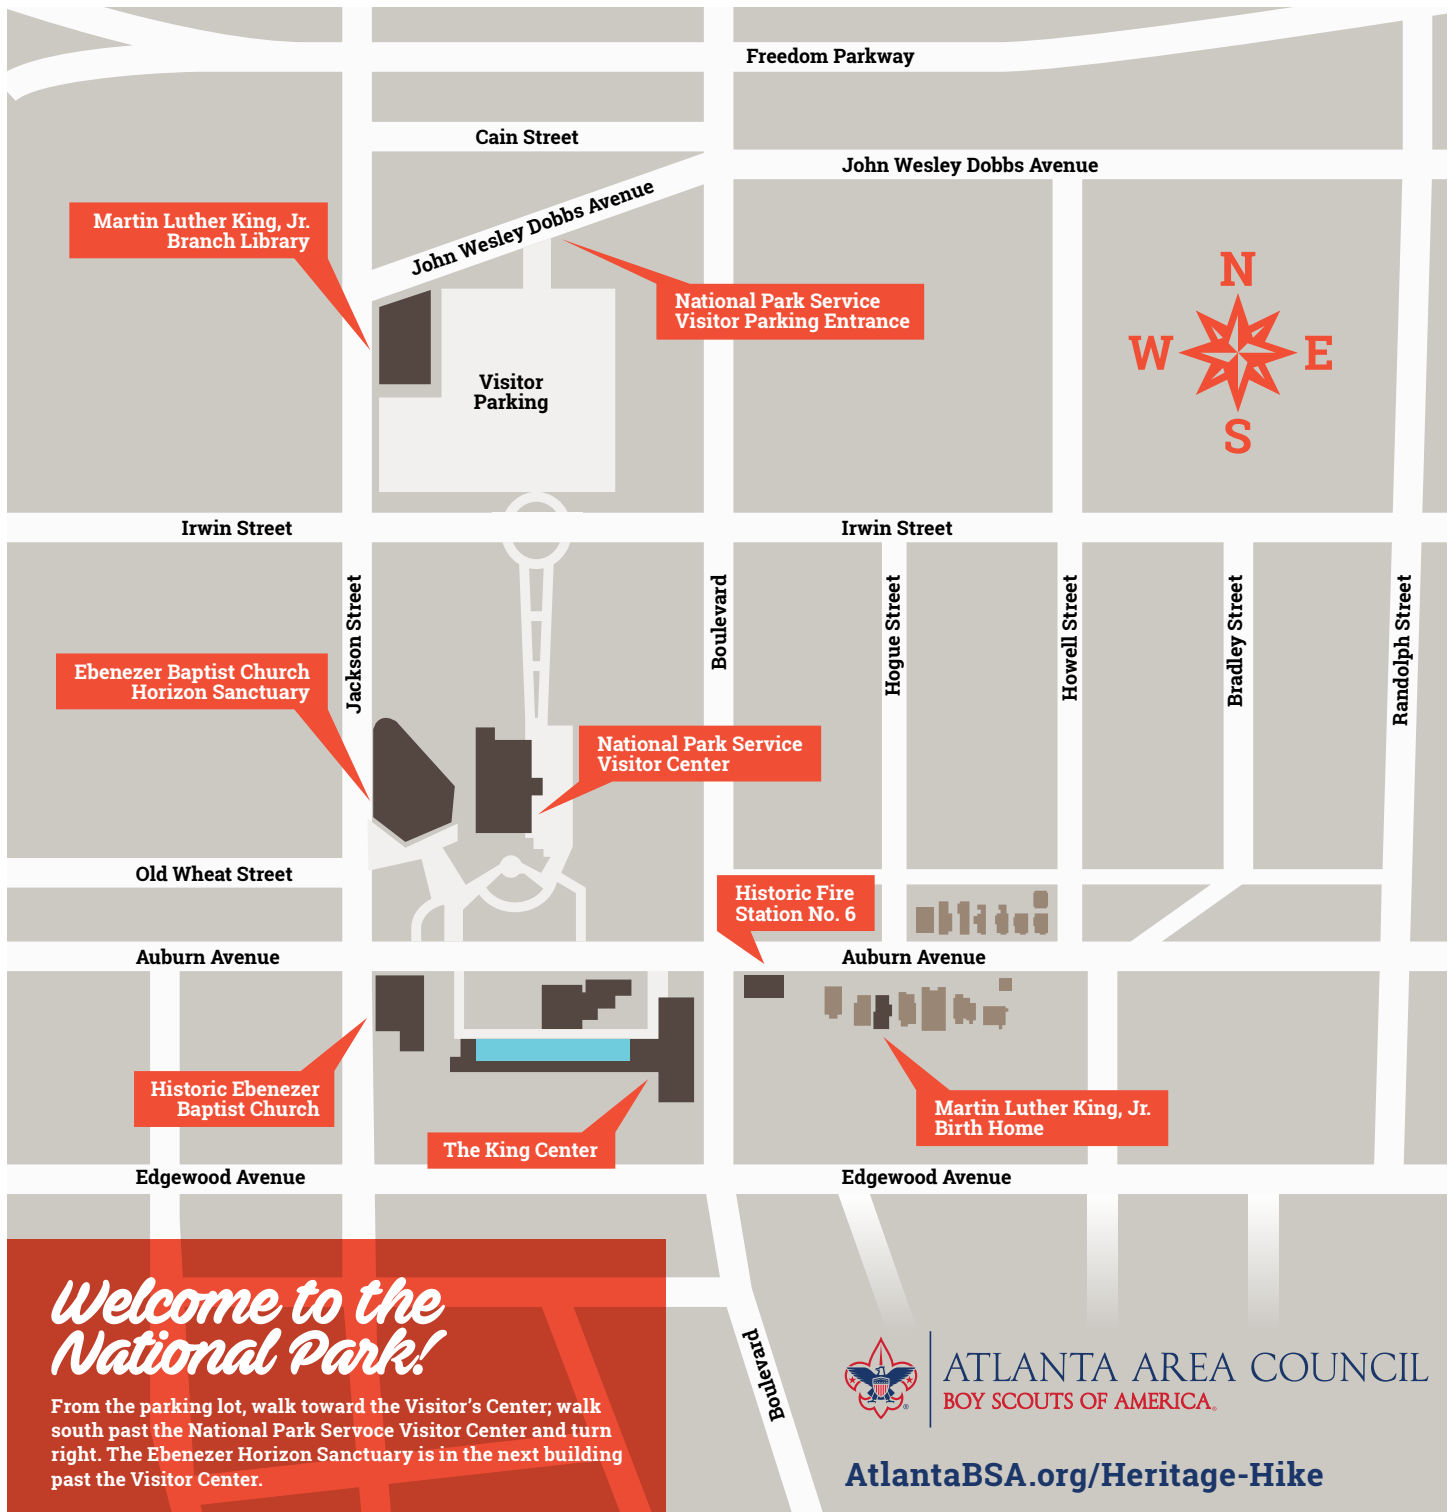 Freedom Parkway
Cain Street
John Wesley Dobbs Avenue
John Wesley Dobbs Avenue
Martin Luther King, Jr.
Branch Library
National Park Service
Visitor Parking Entrance
N
W
E
S
Visitor
Parking
Irwin Street
Irwin Street
Jackson Street
Boulevard
Hogue Street
Howell Street
Bradley Street
Randolph Street
Ebenezer Baptist Church
Horizon Sanctuary
National Park Service
Visitor Center
Old Wheat Street
Historic Fire
Station No. 6
Auburn Avenue
Auburn Avenue
Historic Ebenezer
Baptist Church
The King Center
Martin Luther King, Jr.
Birth Home
Edgewood Avenue
Edgewood Avenue
Welcome to the
National Park!
From the parking lot, walk toward the Visitor's Center; walk
south past the National Park Servoce Visitor Center and turn
right. The Ebenezer Horizon Sanctuary is in the next building
past the Visitor Center.
Boulevard
ATLANTA AREA COUNCIL
BOY SCOUTS OF AMERICA®
AtlantaBSA.org/Heritage-Hike